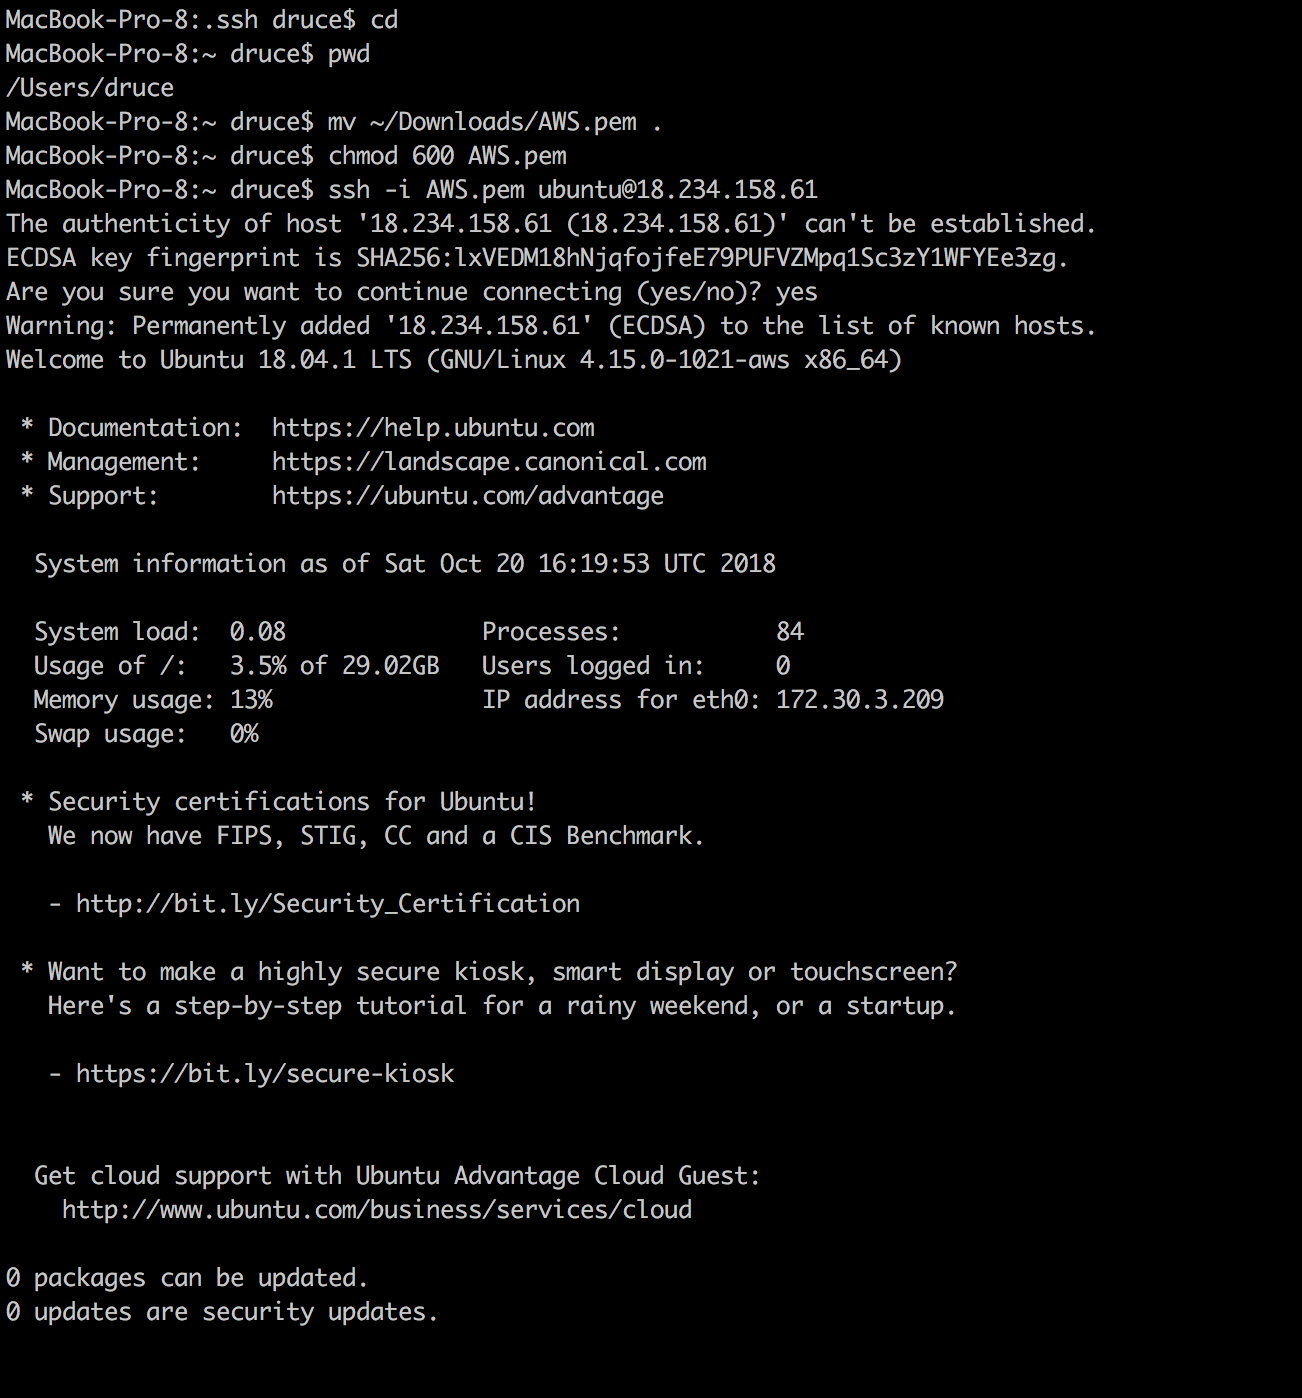 MacBook-Pro-8:.ssh druce$ cd
MacBook-Pro-8:~ druce$ pwd
/Users/druce
MacBook-Pro-8:~ druce$ mv ~/Downloads/AWS.pem .
MacBook-Pro-8:~ druce$ chmod 600 AWS.pem
MacBook-Pro-8:~ druce$ ssh -i AWS.pem ubuntu@18.234.158.61
The authenticity of host '18.234.158.61 (18.234.158.61)' can't be established.
ECDSA key fingerprint is SHA256:lxVEDM18hNjqfojfeE79PUFVZMpq1Sc3zY1WFYEe3zg.
Are you sure you want to continue connecting (yes/no)? yes
Warning: Permanently added '18.234.158.61' (ECDSA) to the list of known hosts.
Welcome to Ubuntu 18.04.1 LTS (GNU/Linux 4.15.0-1021-aws x86_64)

 * Documentation:  https://help.ubuntu.com
 * Management:     https://landscape.canonical.com
 * Support:        https://ubuntu.com/advantage

  System information as of Sat Oct 20 16:19:53 UTC 2018

  System load:  0.08              Processes:           84
  Usage of /:   3.5% of 29.02GB   Users logged in:     0
  Memory usage: 13%               IP address for eth0: 172.30.3.209
  Swap usage:   0%

 * Security certifications for Ubuntu!
   We now have FIPS, STIG, CC and a CIS Benchmark.

   - http://bit.ly/Security_Certification

 * Want to make a highly secure kiosk, smart display or touchscreen?
   Here's a step-by-step tutorial for a rainy weekend, or a startup.

   - https://bit.ly/secure-kiosk


  Get cloud support with Ubuntu Advantage Cloud Guest:
    http://www.ubuntu.com/business/services/cloud

0 packages can be updated.
0 updates are security updates.